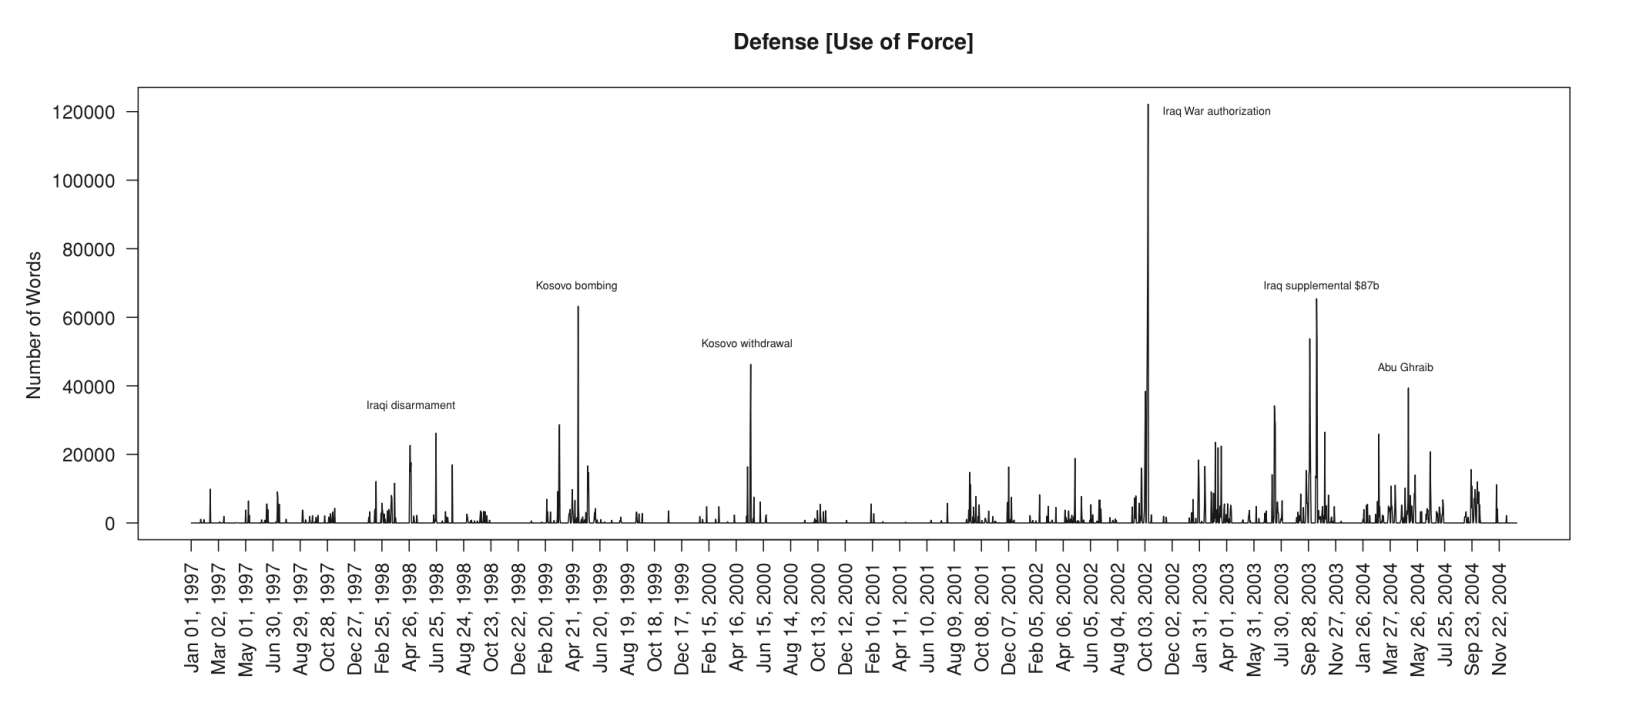 Defense [Use of Force]
Number of Words
120000
100000
80000
60000
40000
20000
0
Iraq War authorization
Kosovo bombing
Iraq supplemental $87b
Kosovo withdrawal
Abu Ghraib
Iraqi disarmament
Jan 01, 1997
Mar 02, 1997
May 01, 1997
Jun 30, 1997
Aug 29, 1997
Oct 28, 1997
Dec 27, 1997
Feb 25, 1998
Apr 26, 1998
Jun 25, 1998
Aug 24, 1998
Oct 23, 1998
Dec 22, 1998
Feb 20, 1999
Apr 21, 1999
Jun 20, 1999
Aug 19, 1999
Oct 18, 1999
Dec 17, 1999
Feb 15, 2000
Apr 16, 2000
Jun 15, 2000
Aug 14, 2000
Oct 13, 2000
Dec 12, 2000
Feb 10, 2001
Apr 11, 2001
Jun 10, 2001
Aug 09, 2001
Oct 08, 2001
Dec 07, 2001
Feb 05, 2002
Apr 06, 2002
Jun 05, 2002
Aug 04, 2002
Oct 03, 2002
Dec 02, 2002
Jan 31, 2003
Apr 01, 2003
May 31, 2003
Jul 30, 2003
Sep 28, 2003
Nov 27, 2003
Jan 26, 2004
Mar 27, 2004
May 26, 2004
Jul 25, 2004
Sep 23, 2004
Nov 22, 2004